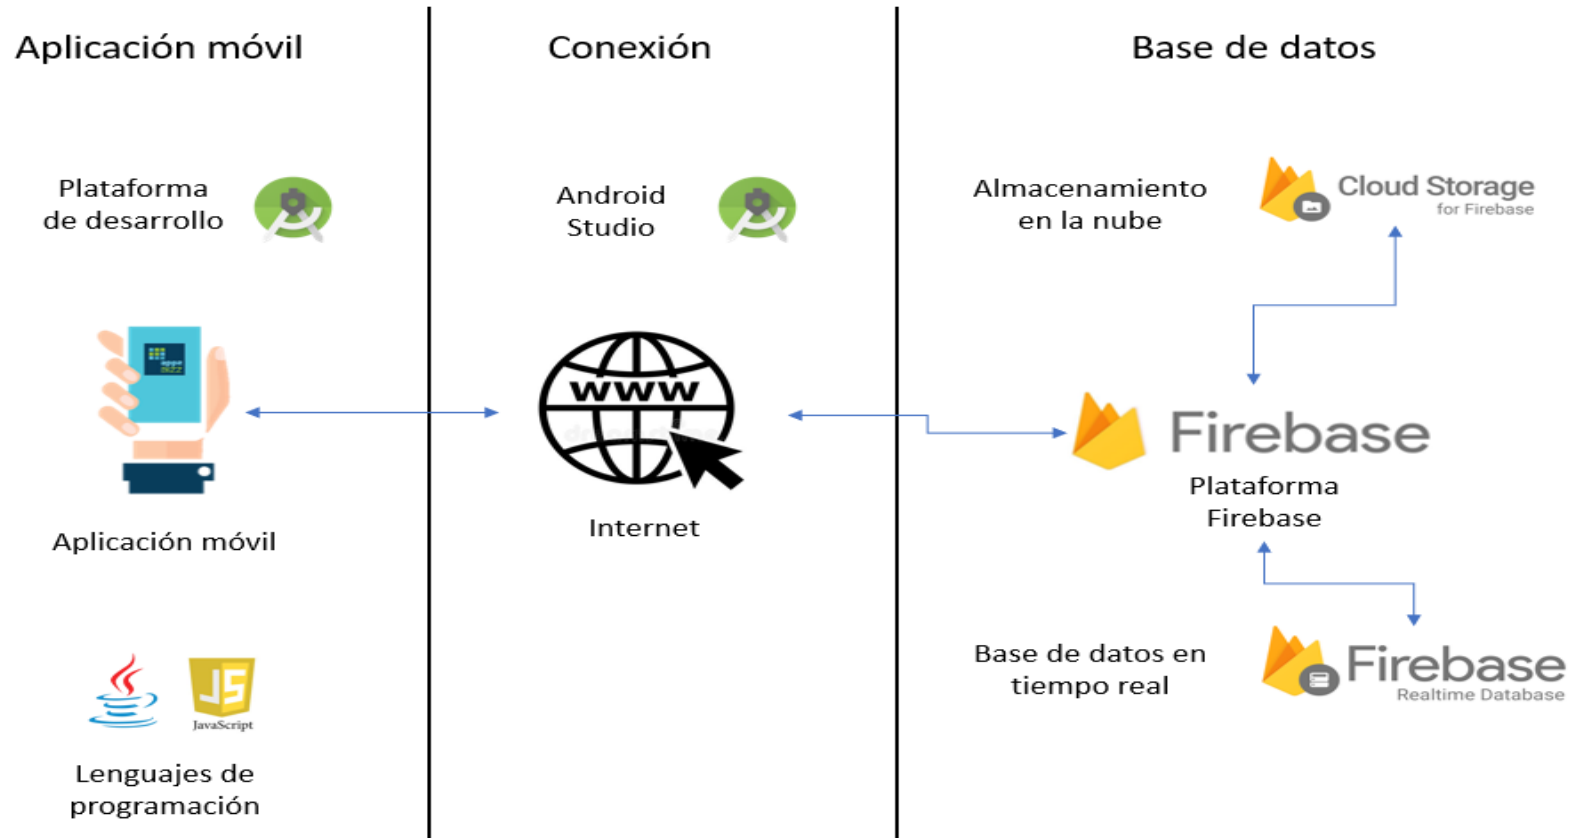 Aplicación móvil
Plataforma
de desarrollo
Aplicación móvil
JavaScript
Lenguajes de
programación
Conexión
Android
Studio
WWW
Internet
Base de datos
Almacenamiento
en la nube
Cloud Storage
for Firebase
Firebase
Plataforma
Firebase
Base de datos en
tiempo real
Firebase
Realtime Database